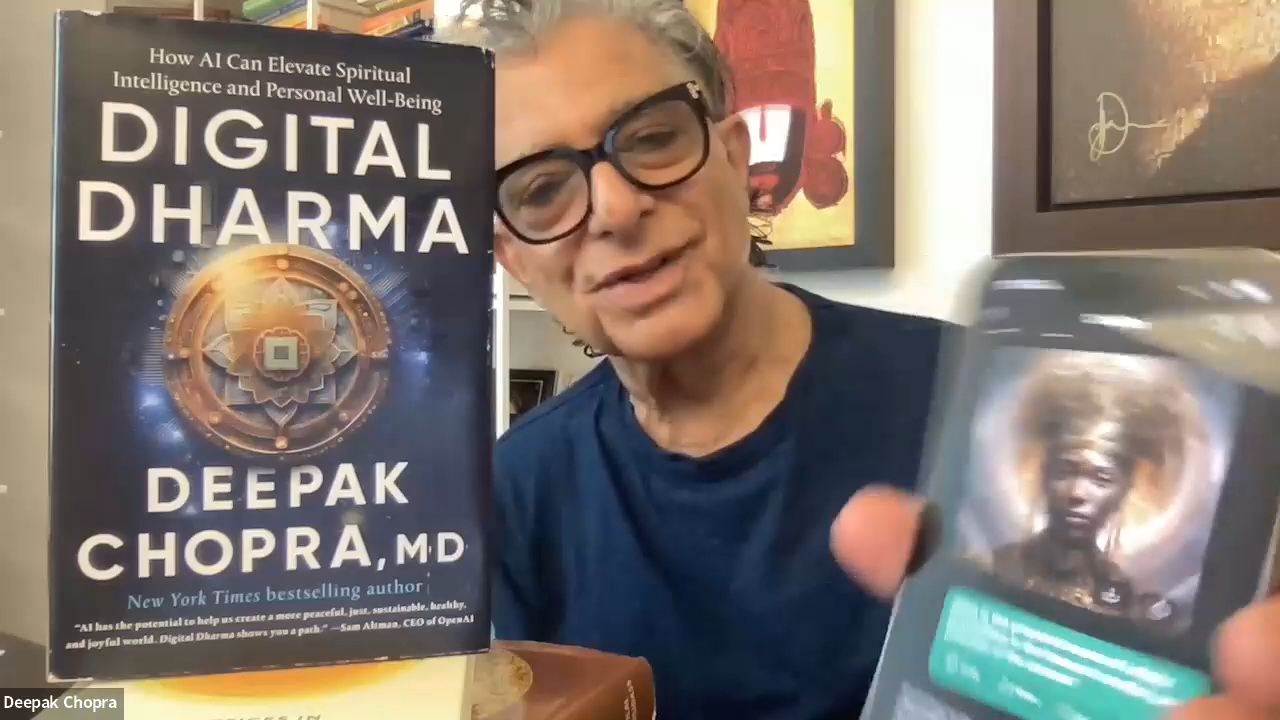 How AI Can Elevate Spiritual
Intelligence and Personal Well-Being
DIGITAL
DHARMA
DEEPAK
CHOPRA, MD
New York Times bestselling author
"AI has the potential to help us create a more peaceful, just, sustainable, healthy,
and joyful world. Digital Dharma shows you a path." —Sam Altman, CEO of OpenAI
Deepak Chopra